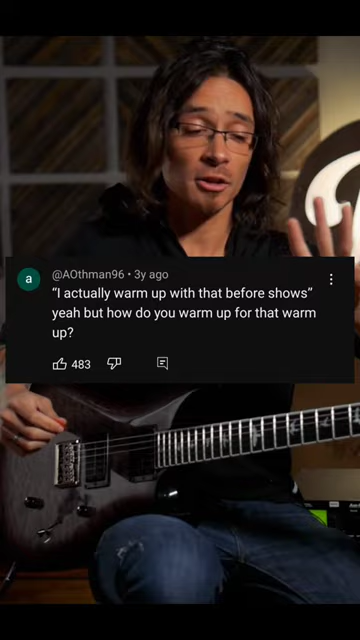 a
@AOthman96 • 3y ago
“I actually warm up with that before shows”
yeah but how do you warm up for that warm
up?
483